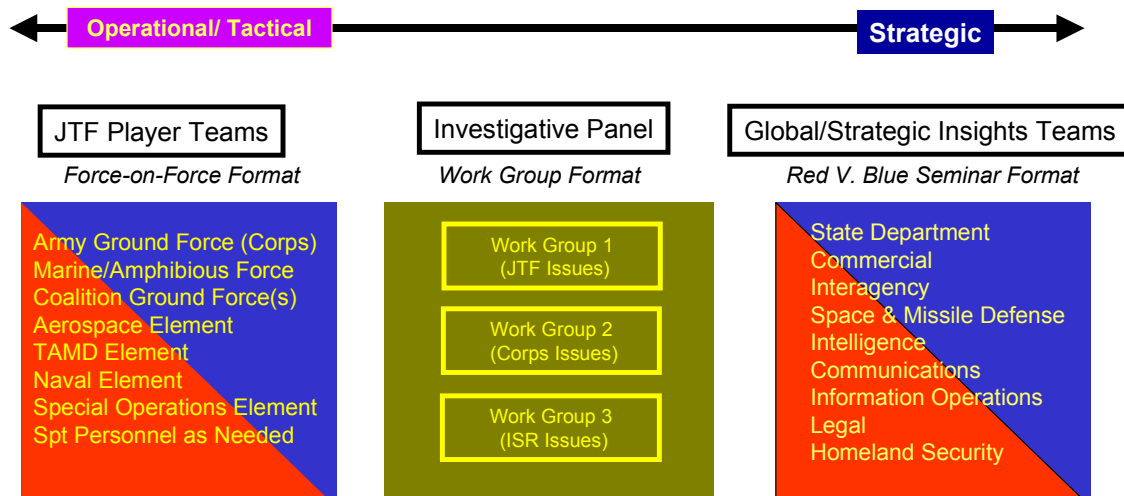 Operational/ Tactical
Strategic
JTF Player Teams
Force-on-Force Format
Army Ground Force (Corps)
Marine/Amphibious Force
Coalition Ground Force(s)
Aerospace Element
TAMD Element
Naval Element
Special Operations Element
Spt Personnel as Needed
Investigative Panel
Work Group Format
Work Group 1
(JTF Issues)
Work Group 2
(Corps Issues)
Work Group 3
(ISR Issues)
Global/Strategic Insights Teams
Red V. Blue Seminar Format
State Department
Commercial
Interagency
Space & Missile Defense
Intelligence
Communications
Information Operations
Legal
Homeland Security